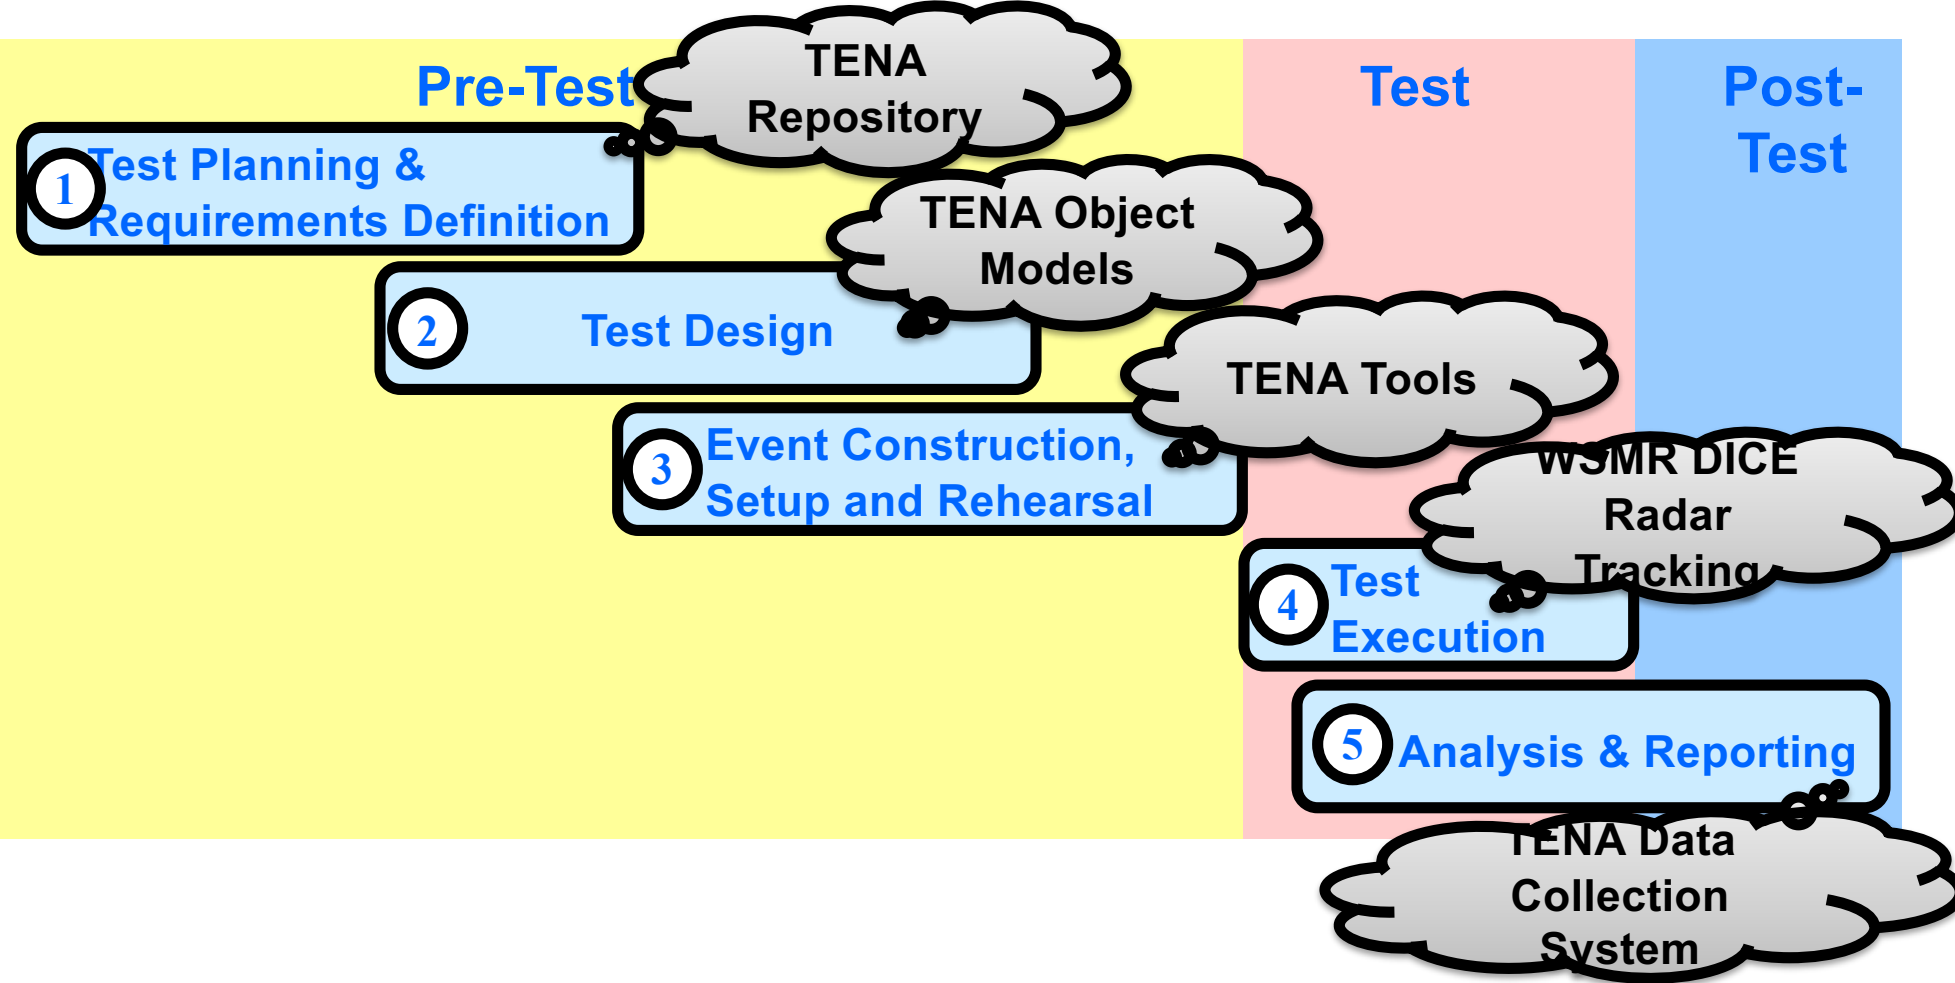 Pre-Test
Test
Post-
Test
TENA
Repository
1
Test Planning &
Requirements Definition
TENA Object
Models
2
Test Design
TENA Tools
3
Event Construction,
Setup and Rehearsal
WSMR DICE
Radar
Tracking
4
Test
Execution
5
Analysis & Reporting
TENA Data
Collection
System